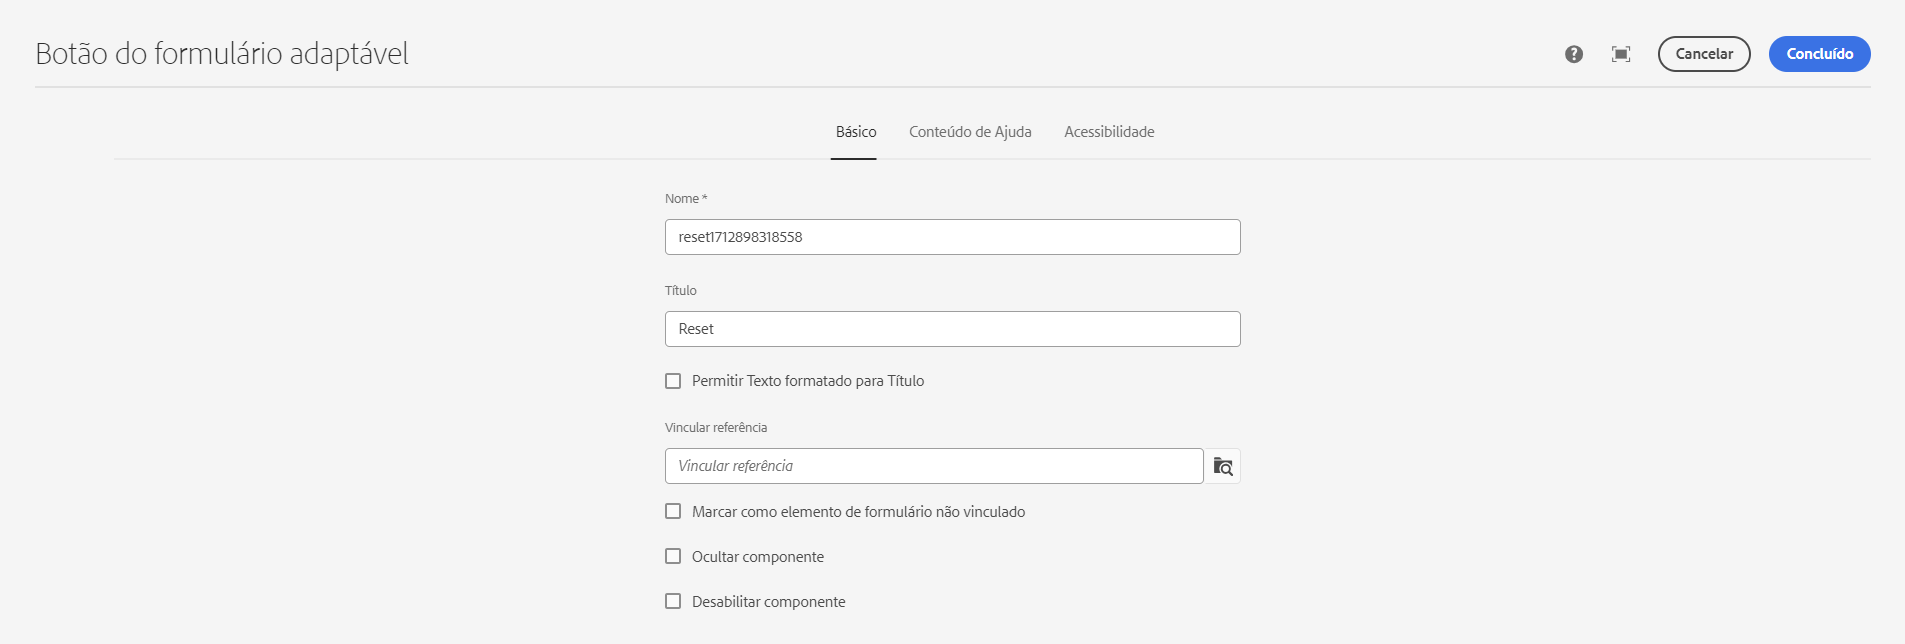 Botão do formulário adaptável
Cancelar
Concluído
Básico
Conteúdo de Ajuda
Acessibilidade
Nome *
reset1712898318558
Título
Reset
Permitir Texto formatado para Título
Vincular referência
Vincular referência
Marcar como elemento de formulário não vinculado
Ocultar componente
Desabilitar componente